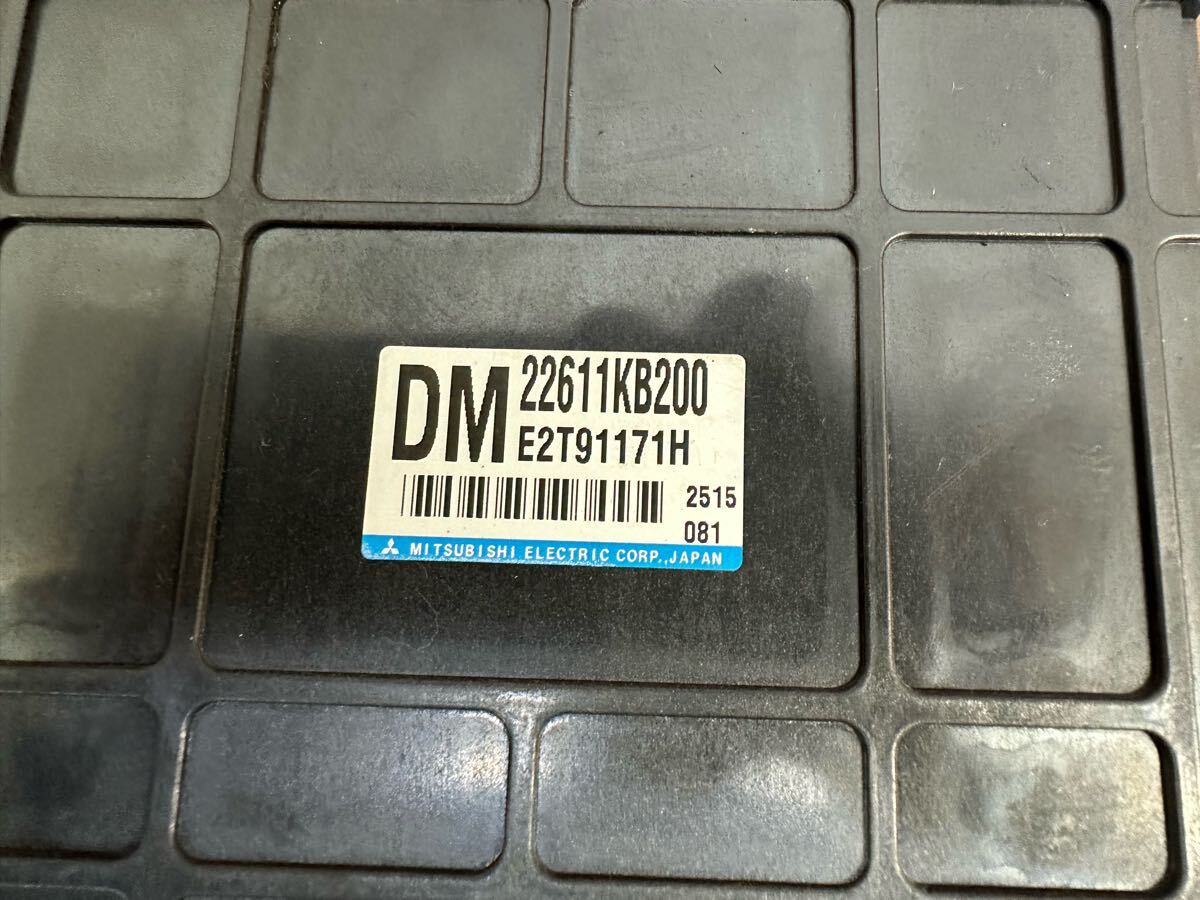 DM 22611KB200
E2T91171H
2515
081
MITSUBISHI ELECTRIC CORP.,JAPAN